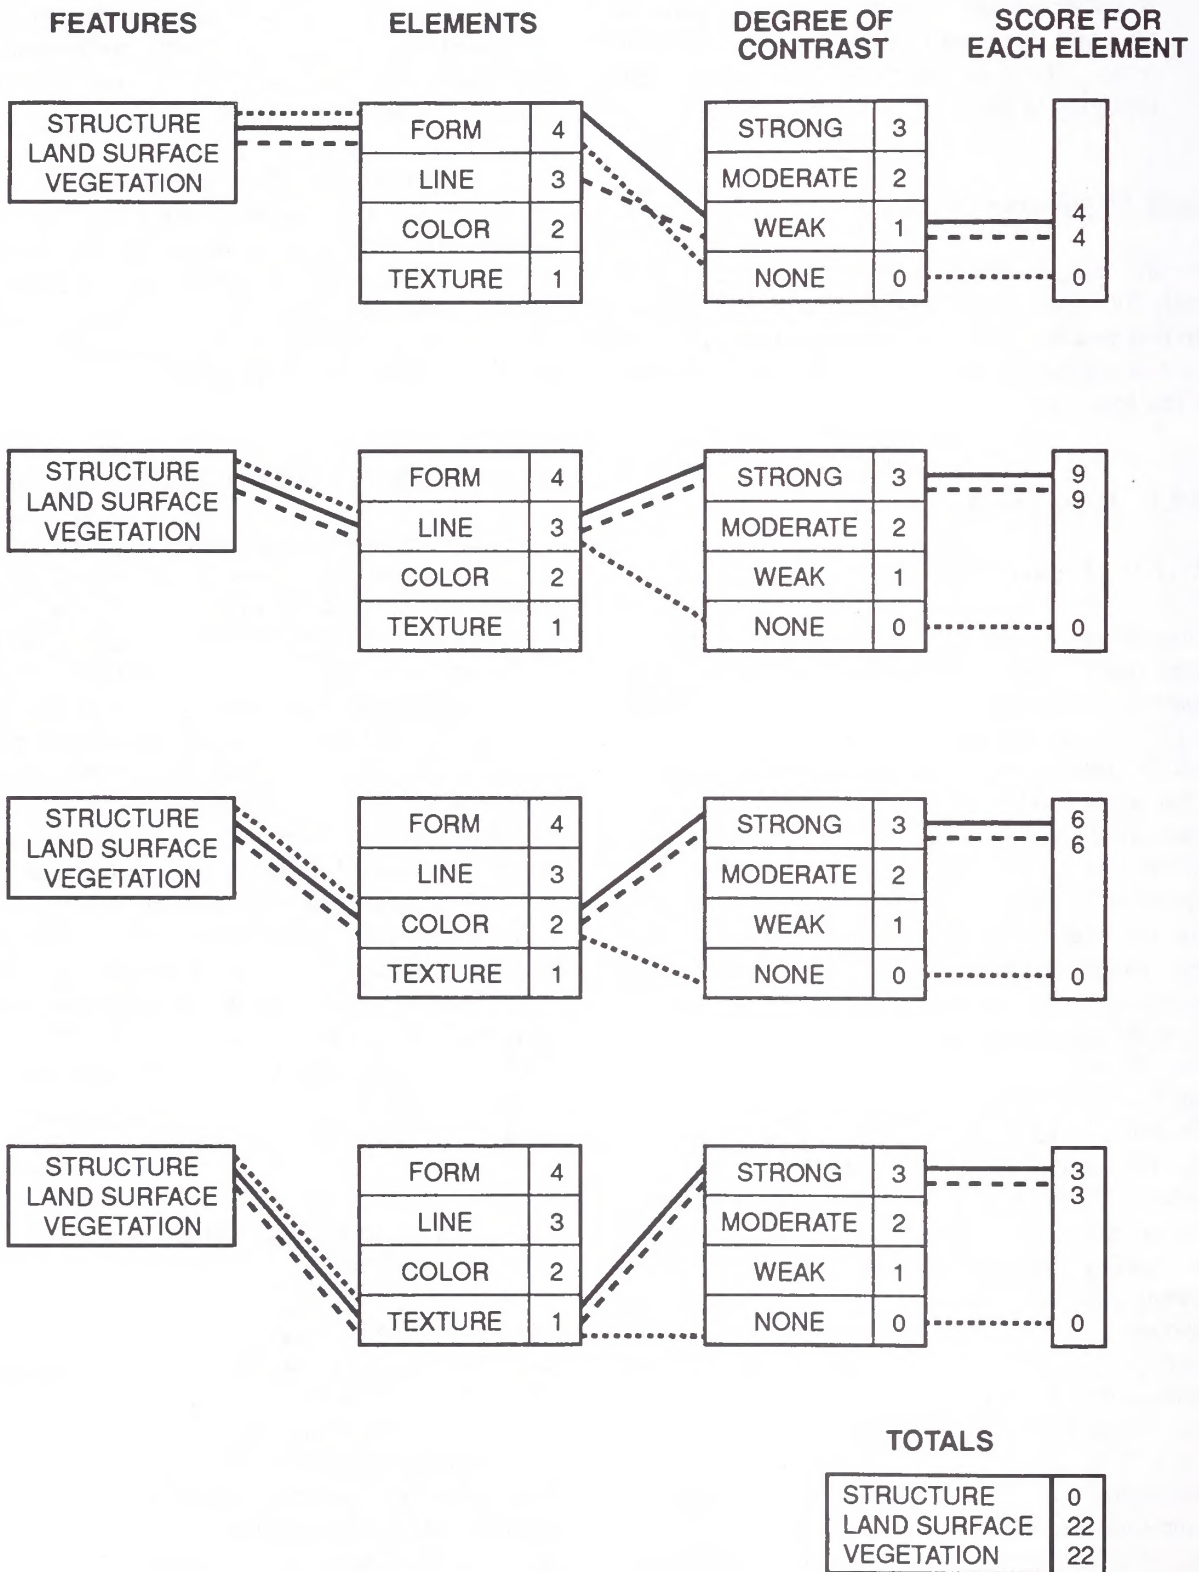 FEATURES ELEMENTS DEGREE OF CONTRAST SCORE FOR EACH ELEMENT
STRUCTURE
LAND SURFACE
VEGETATION
FORM 4
LINE 3
COLOR 2
TEXTURE 1
STRONG 3
MODERATE 2
WEAK 1
NONE 0
4
4
0
STRUCTURE
LAND SURFACE
VEGETATION
FORM 4
LINE 3
COLOR 2
TEXTURE 1
STRONG 3
MODERATE 2
WEAK 1
NONE 0
9
9
0
STRUCTURE
LAND SURFACE
VEGETATION
FORM 4
LINE 3
COLOR 2
TEXTURE 1
STRONG 3
MODERATE 2
WEAK 1
NONE 0
6
6
0
STRUCTURE
LAND SURFACE
VEGETATION
FORM 4
LINE 3
COLOR 2
TEXTURE 1
STRONG 3
MODERATE 2
WEAK 1
NONE 0
3
3
0
TOTALS
STRUCTURE 0
LAND SURFACE 22
VEGETATION 22